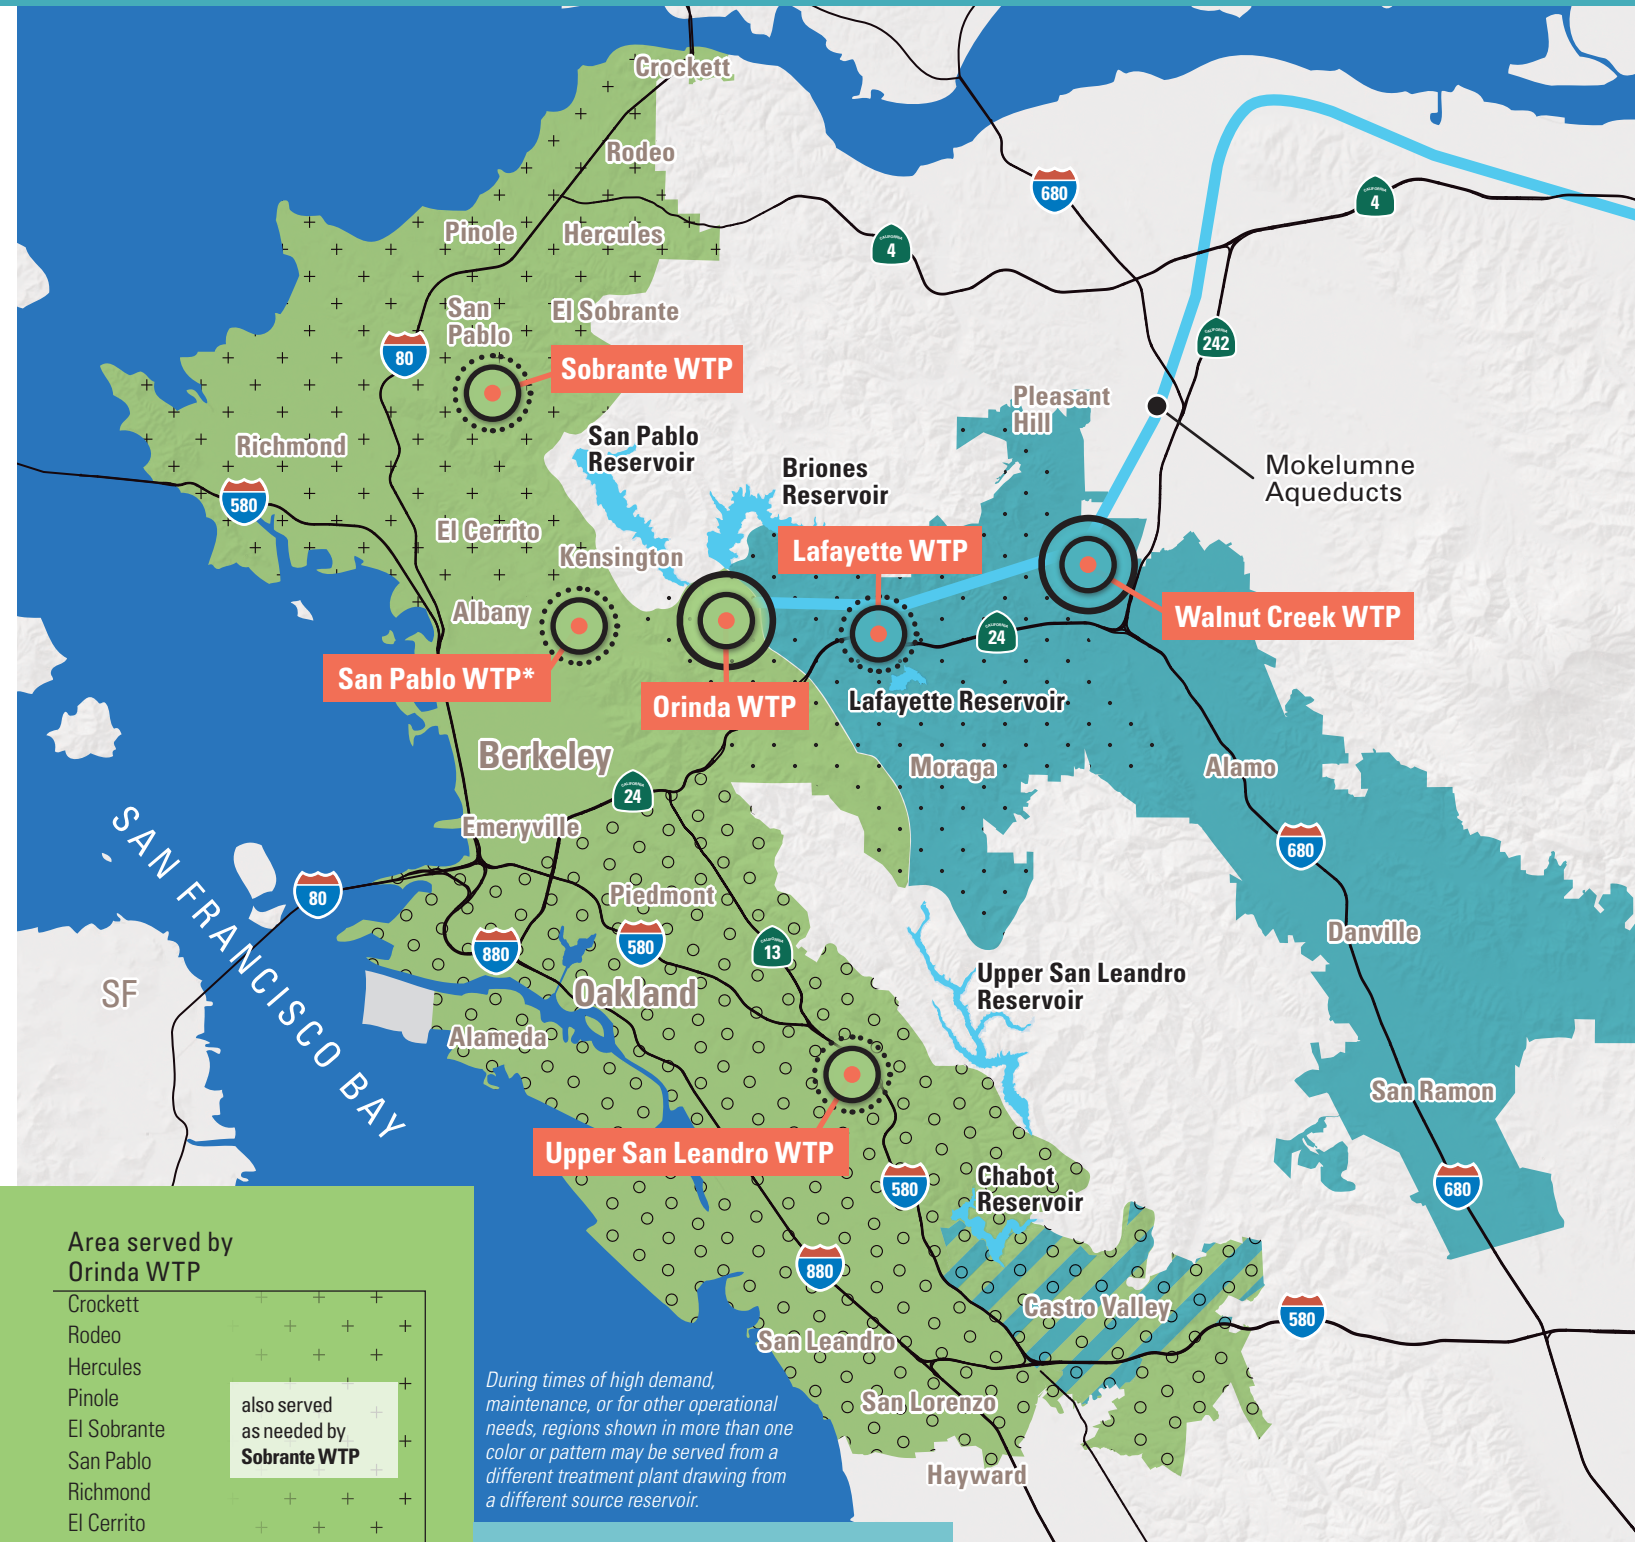 Crockett
Rodeo
Pinole
Hercules
680
CALIFORNIA
4
CALIFORNIA
4
San
Pablo
El Sobrante
80
CALIFORNIA
242
Sobrante WTP
Pleasant
Hill
Richmond
San Pablo
Reservoir
Briones
Reservoir
Mokelumne
Aqueducts
580
El Cerrito
Kensington
Lafayette WTP
Albany
Walnut Creek WTP
CALIFORNIA
24
San Pablo WTP*
Orinda WTP
Lafayette Reservoir
Berkeley
Moraga
Alamo
CALIFORNIA
24
Emeryville
680
80
Piedmont
Danville
880
580
CALIFORNIA
13
SAN FRANCISCO BAY
SF
Oakland
Upper San Leandro
Reservoir
Alameda
San Ramon
Upper San Leandro WTP
580
Chabot
Reservoir
680
880
Castro Valley
580
San Leandro
San Lorenzo
Hayward
Area served by
Orinda WTP
Crockett
Rodeo
Hercules
Pinole
El Sobrante
San Pablo
Richmond
El Cerrito
also served
as needed by
Sobrante WTP
During times of high demand,
maintenance, or for other operational
needs, regions shown in more than one
color or pattern may be served from a
different treatment plant drawing from
a different source reservoir.